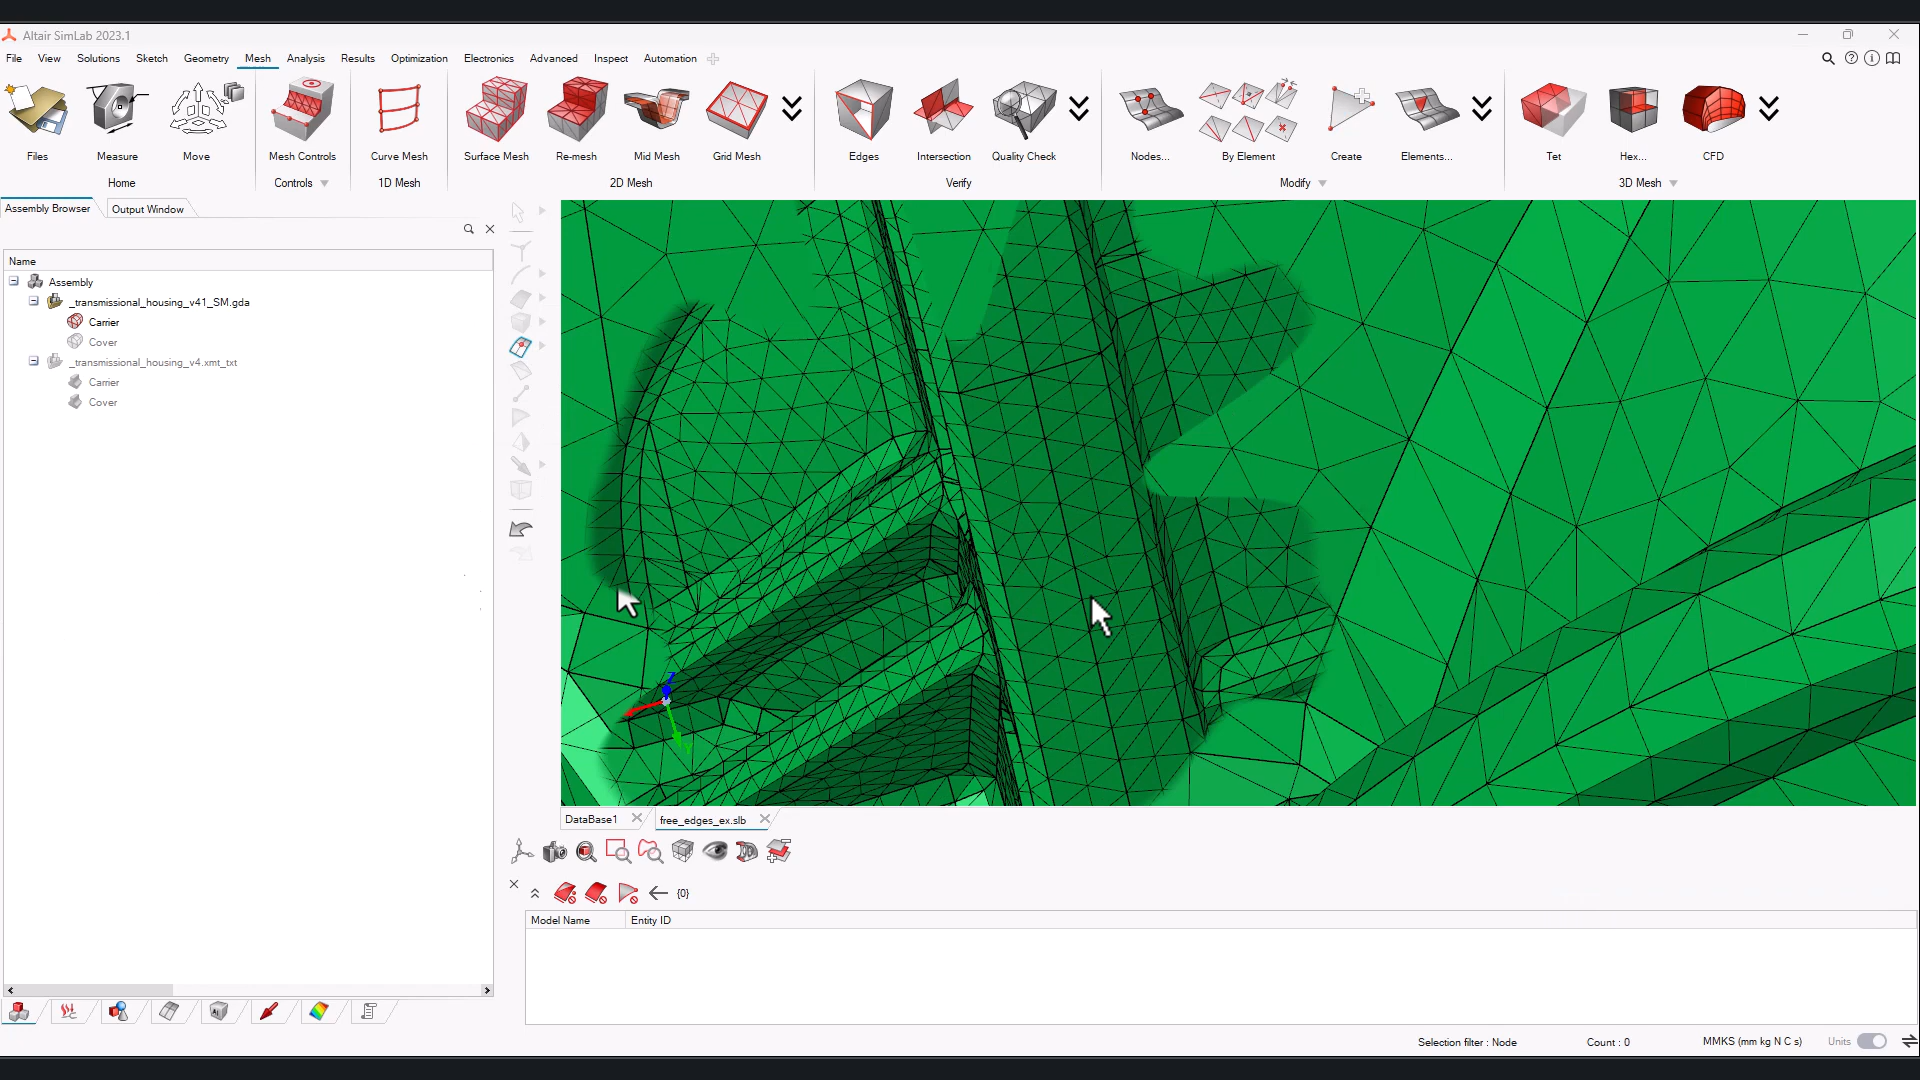 Altair SimLab 2023.1
File View Solutions Sketch Geometry Mesh Analysis Results Optimization Electronics Advanced Inspect Automation
Files Measure Move Mesh Controls Curve Mesh Surface Mesh Re-mesh Mid Mesh Grid Mesh Edges Intersection Quality Check Nodes... By Element Create Elements... Tet Hex... CFD
Home Controls 1D Mesh 2D Mesh Verify Modify 3D Mesh
Assembly Browser Output Window
Name
Assembly
_transmissional_housing_v41_SM.gda
Carrier
Cover
_transmissional_housing_v4.xmt_txt
Carrier
Cover
Z
Y
DataBase1 free_edges_ex.slb
{0}
Model Name Entity ID
Selection filter : Node Count : 0 MMKS (mm kg N C s) Units